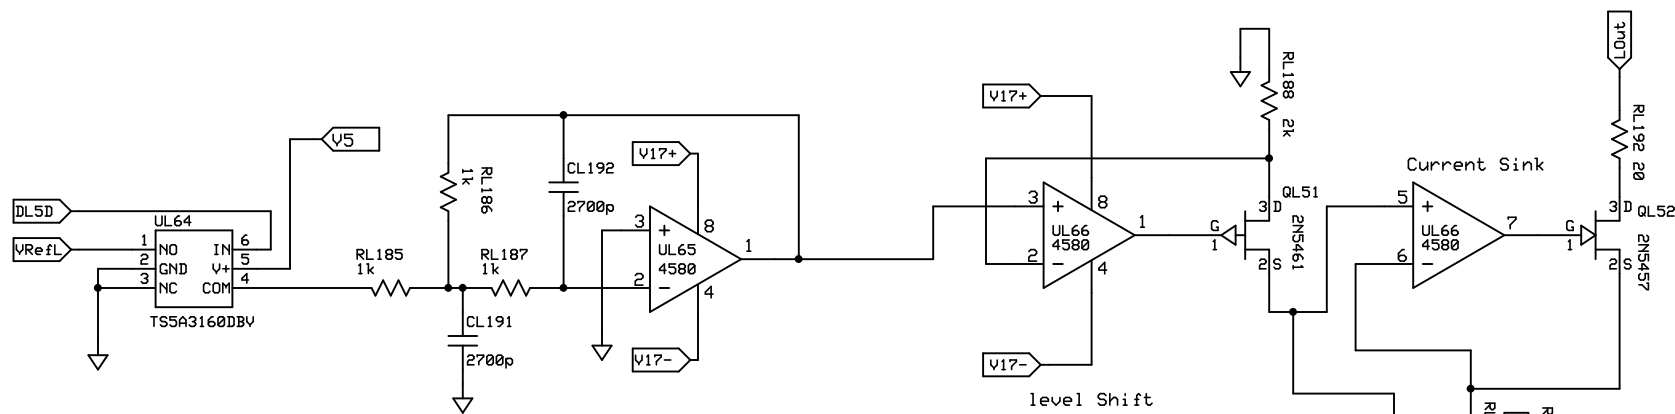 LOut
RL188
2k
V17+
RL192 20
V5
CL192
2700p
V17+
RL186
1k
Current Sink
DL5D
UL64
VRefL
1 NO IN 6
2 GND V+ 5
3 NC COM 4
TS5A3160DBV
RL185
1k
RL187
1k
3 + 8
UL65
4580
1
2 - 4
CL191
2700p
V17-
3 + 8
UL66
4580
1
2 - 4
V17-
level Shift
3 D QL51
G
1
2 S
2N5461
5 +
UL66
4580
7
6 -
3 D QL52
G
1
2 S
2N5457